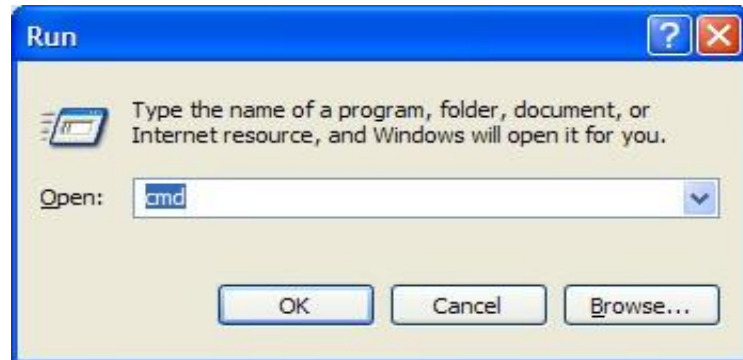 Run
Type the name of a program, folder, document, or
Internet resource, and Windows will open it for you.
Open: cmd
OK Cancel Browse...